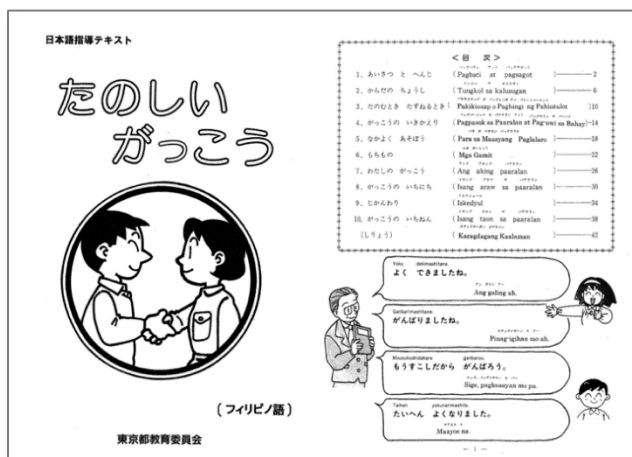 日本語指導テキスト
たのしい
がっこう
(フィリピノ語)
東京都教育委員会
<目 次>
1. あいさつ と へんじ (Pagbati at pagsagot) 2
2. からだの ちょうし (Tungkol sa kalusugan) 6
3. たのむとき たずねるとき (Pakikiusap o Paghingi ng Pahintulot) 10
4. がっこうの いきかえり (Pagpasok sa Paaralan at Pag-uwi sa Bahay) 14
5. なかよく あそぼう (Para sa Masayang Paglalaro) 18
6. もちもの (Mga Gamit) 22
7. わたしの がっこう (Ang aking paaralan) 26
8. がっこうの いちにち (Isang araw sa paaralan) 30
9. じかんわり (Iskedyul) 34
10. がっこうの いちねん (Isang taon sa paaralan) 38
(しりょう) (Karagdagang Kaalaman) 42
Yoku dekimashitane.
よく できましたね。
Ang galing ah.
Ganbarimashitane.
がんばりましたね。
Pinag-igihan mo ah.
Mousukoshidakara ganbarou.
もうすこしだから がんばろう。
Sige, paghusayan mo pa.
Taihen yokunarimashita.
たいへん よくなりました。
Maayos na.
— 1 —